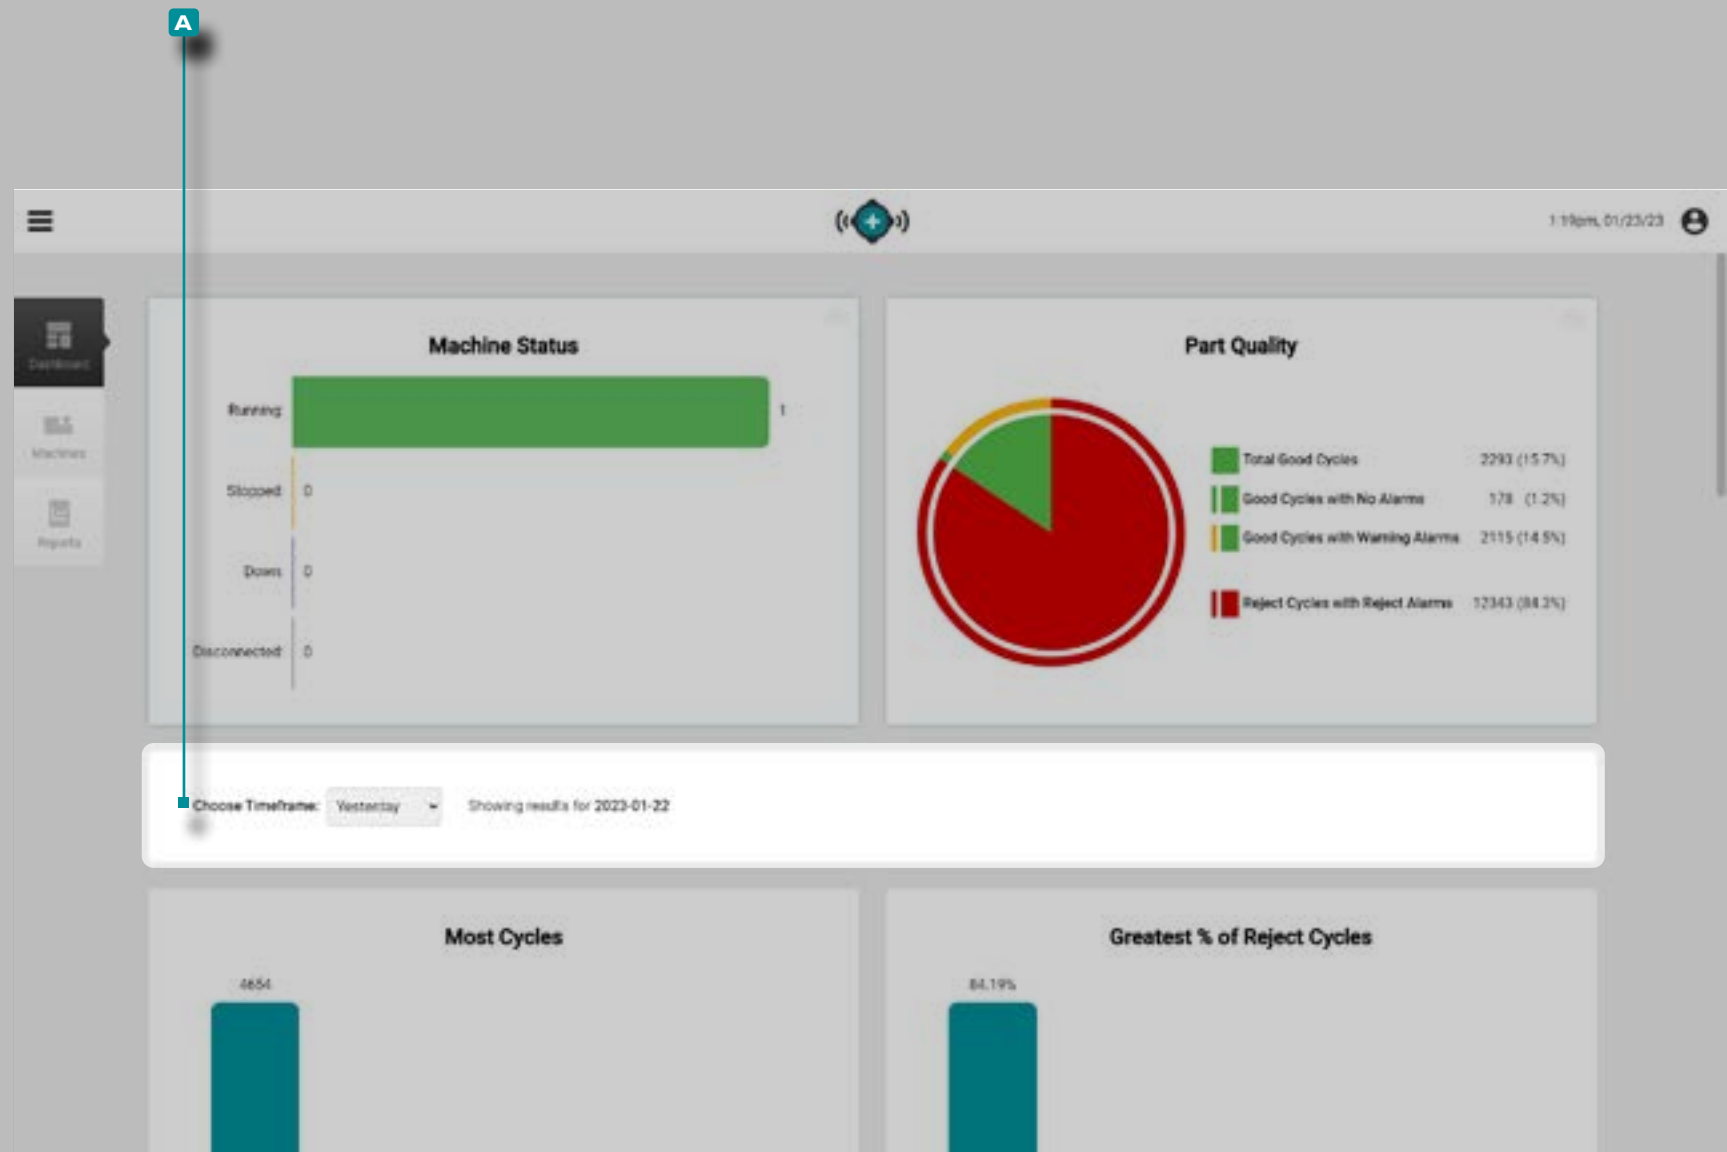 A
1:19pm, 01/23/23
Dashboard
Machines
Reports
Machine Status
Running: 1
Stopped: 0
Down: 0
Disconnected: 0
Part Quality
Total Good Cycles 2293 (15.7%)
Good Cycles with No Alarms 178 (1.2%)
Good Cycles with Warning Alarms 2115 (14.5%)
Reject Cycles with Reject Alarms 12343 (84.3%)
Choose Timeframe: Yesterday Showing results for 2023-01-22
Most Cycles
4654
Greatest % of Reject Cycles
84.19%